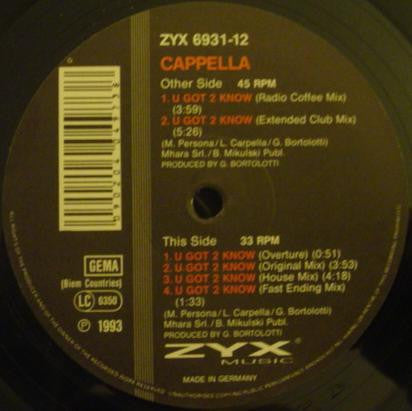 ZYX 6931-12
CAPPELLA
Other Side 45 RPM
1. U GOT 2 KNOW (Radio Coffee Mix)
(3:59)
2. U GOT 2 KNOW (Extended Club Mix)
(5:26)
(M. Persona/L. Carpella/G. Bortolotti)
Mhara Srl./B. Mikulski Publ.
PRODUCED BY G. BORTOLOTTI
This Side 33 RPM
1. U GOT 2 KNOW (Overture) (0:51)
2. U GOT 2 KNOW (Original Mix) (3:53)
3. U GOT 2 KNOW (House Mix) (4:18)
4. U GOT 2 KNOW (Fast Ending Mix)
(1:33)
(M. Persona/L. Carpella/G. Bortolotti)
Mhara Srl./B. Mikulski Publ.
PRODUCED BY G. BORTOLOTTI
GEMA
(Biem Countries)
LC 6350
℗ 1993
ZYX®
MUSIC
MADE IN GERMANY